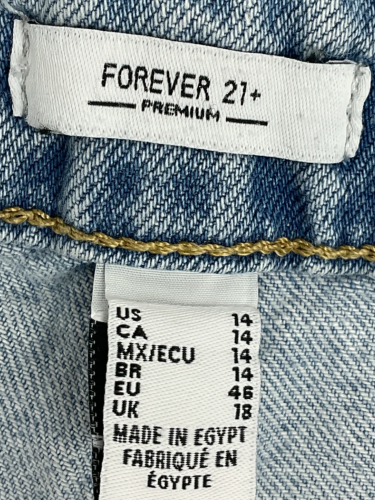 FOREVER 21+
PREMIUM
US 14
CA 14
MX/ECU 14
BR 14
EU 46
UK 18
MADE IN EGYPT
FABRIQUÉ EN
ÉGYPTE